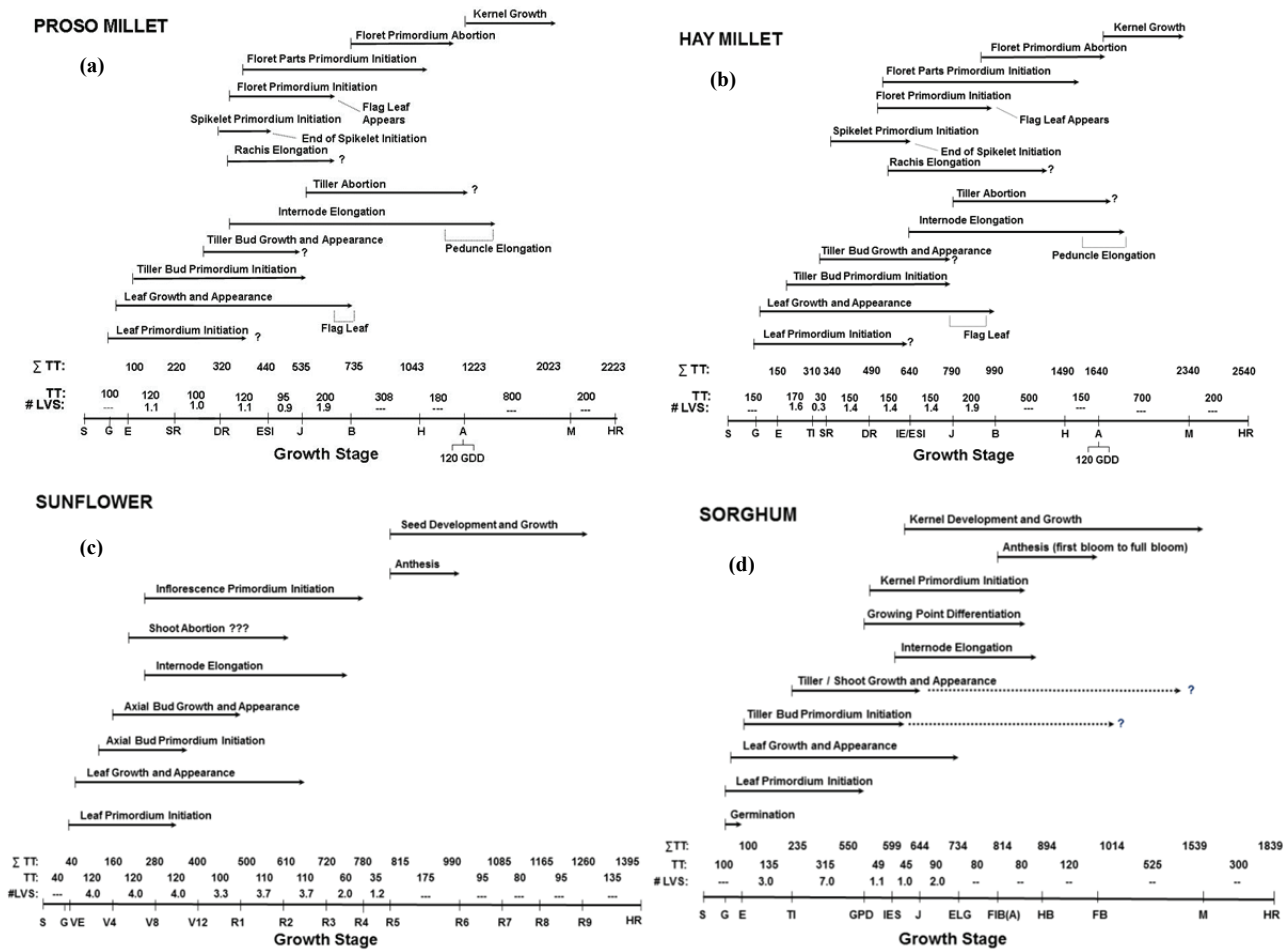 PROSO MILLET
(a)
Kernel Growth
Floret Primordium Abortion
Floret Parts Primordium Initiation
Floret Primordium Initiation
Flag Leaf
Appears
Spikelet Primordium Initiation
End of Spikelet Initiation
Rachis Elongation
?
Tiller Abortion
?
Internode Elongation
Peduncle Elongation
Tiller Bud Growth and Appearance
?
Tiller Bud Primordium Initiation
Leaf Growth and Appearance
Flag Leaf
Leaf Primordium Initiation
?
∑ TT: 100 220 320 440 535 735 1043 1223 2023 2223
TT: 100 120 100 120 95 200 308 180 800 200
# LVS: --- 1.1 1.0 1.1 0.9 1.9 --- --- --- ---
S G E SR DR ESI J B H A M HR
Growth Stage
120 GDD
HAY MILLET
(b)
Kernel Growth
Floret Primordium Abortion
Floret Parts Primordium Initiation
Floret Primordium Initiation
Flag Leaf Appears
Spikelet Primordium Initiation
End of Spikelet Initiation
Rachis Elongation
?
Tiller Abortion
?
Internode Elongation
Peduncle Elongation
Tiller Bud Growth and Appearance
?
Tiller Bud Primordium Initiation
Leaf Growth and Appearance
Flag Leaf
Leaf Primordium Initiation
?
∑ TT: 150 310 340 490 640 790 990 1490 1640 2340 2540
TT: 150 170 30 150 150 150 200 500 150 700 200
# LVS: --- 1.6 0.3 1.4 1.4 1.4 1.9 --- --- --- ---
S G E TI SR DR IE/ESI J B H A M HR
Growth Stage
120 GDD
SUNFLOWER
(c)
Seed Development and Growth
Anthesis
Inflorescence Primordium Initiation
Shoot Abortion ???
Internode Elongation
Axial Bud Growth and Appearance
Axial Bud Primordium Initiation
Leaf Growth and Appearance
Leaf Primordium Initiation
∑ TT: 40 160 280 400 500 610 720 780 815 990 1085 1165 1260 1395
TT: 40 120 120 120 100 110 110 60 35 175 95 80 95 135
#LVS: --- 4.0 4.0 4.0 3.3 3.7 3.7 2.0 1.2 --- --- --- --- ---
S G VE V4 V8 V12 R1 R2 R3 R4 R5 R6 R7 R8 R9 HR
Growth Stage
SORGHUM
(d)
Kernel Development and Growth
Anthesis (first bloom to full bloom)
Kernel Primordium Initiation
Growing Point Differentiation
Internode Elongation
Tiller / Shoot Growth and Appearance
?
Tiller Bud Primordium Initiation
?
Leaf Growth and Appearance
Leaf Primordium Initiation
Germination
∑TT: 100 235 550 599 644 734 814 894 1014 1539 1839
TT: 100 135 315 49 45 90 80 80 120 525 300
# LVS: --- 3.0 7.0 1.1 1.0 2.0 -- -- -- -- --
S G E TI GPD IES J ELG FIB(A) HB FB M HR
Growth Stage